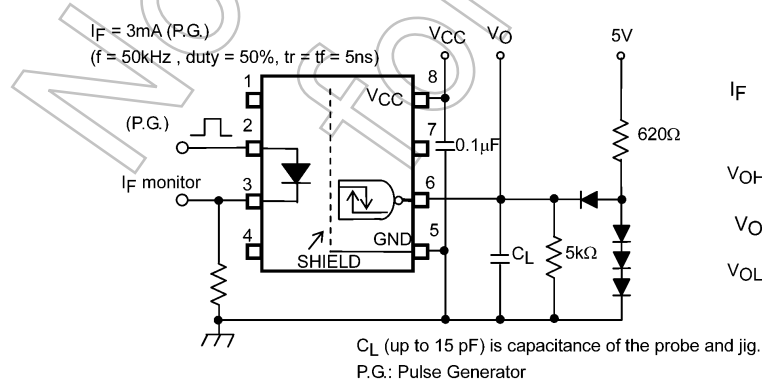 IF = 3mA (P.G.)
(f = 50kHz , duty = 50%, tr = tf = 5ns)
VCC
VO
5V
1
8
VCC
IF
(P.G.)
2
7
0.1μF
620Ω
IF monitor
3
6
VOH
4
GND
5
SHIELD
CL
5kΩ
VO
VOL
CL (up to 15 pF) is capacitance of the probe and jig.
P.G.: Pulse Generator